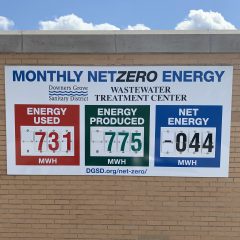 MONTHLY NETZERO ENERGY
Downers Grove
Sanitary District
WASTEWATER
TREATMENT CENTER
ENERGY
USED
731
MWH
ENERGY
PRODUCED
775
MWH
NET
ENERGY
-044
MWH
DGSD.org/net-zero/